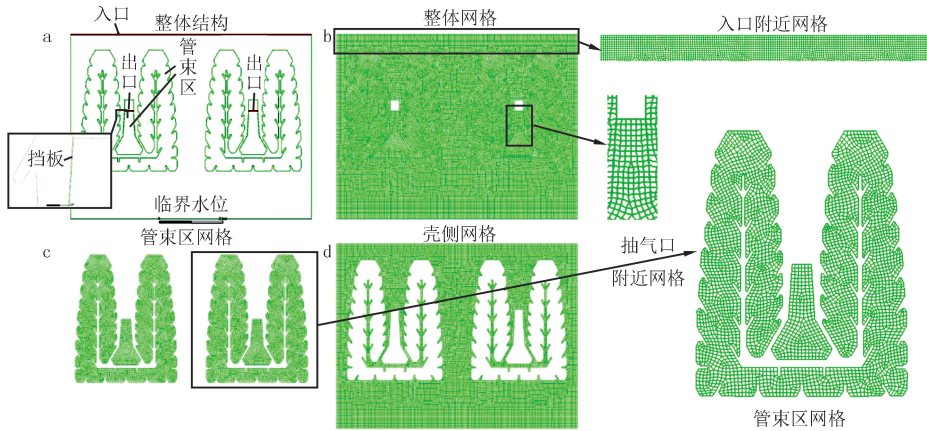 入口
整体结构
a
出口
管束区
出口
挡板
临界水位
整体网格
b
入口附近网格
管束区网格
c
壳侧网格
d
抽气口
附近网格
管束区网格